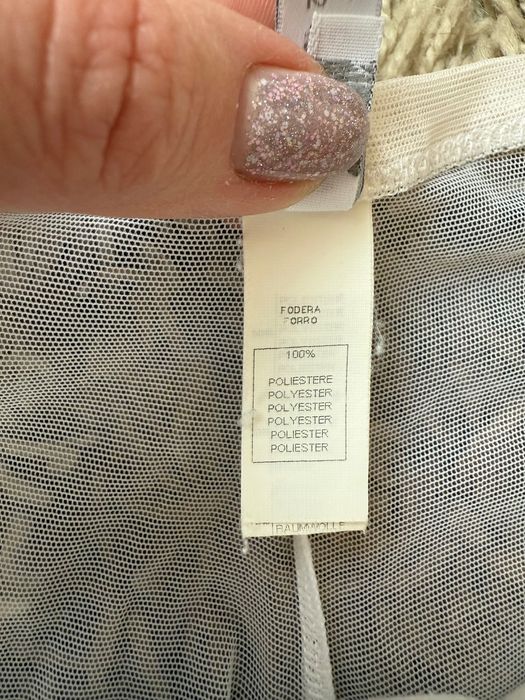 FODERA
FORRO
100%
POLIESTERE
POLYESTER
POLYESTER
POLYESTER
POLIESTER
POLIESTER
BAUMWOLLE